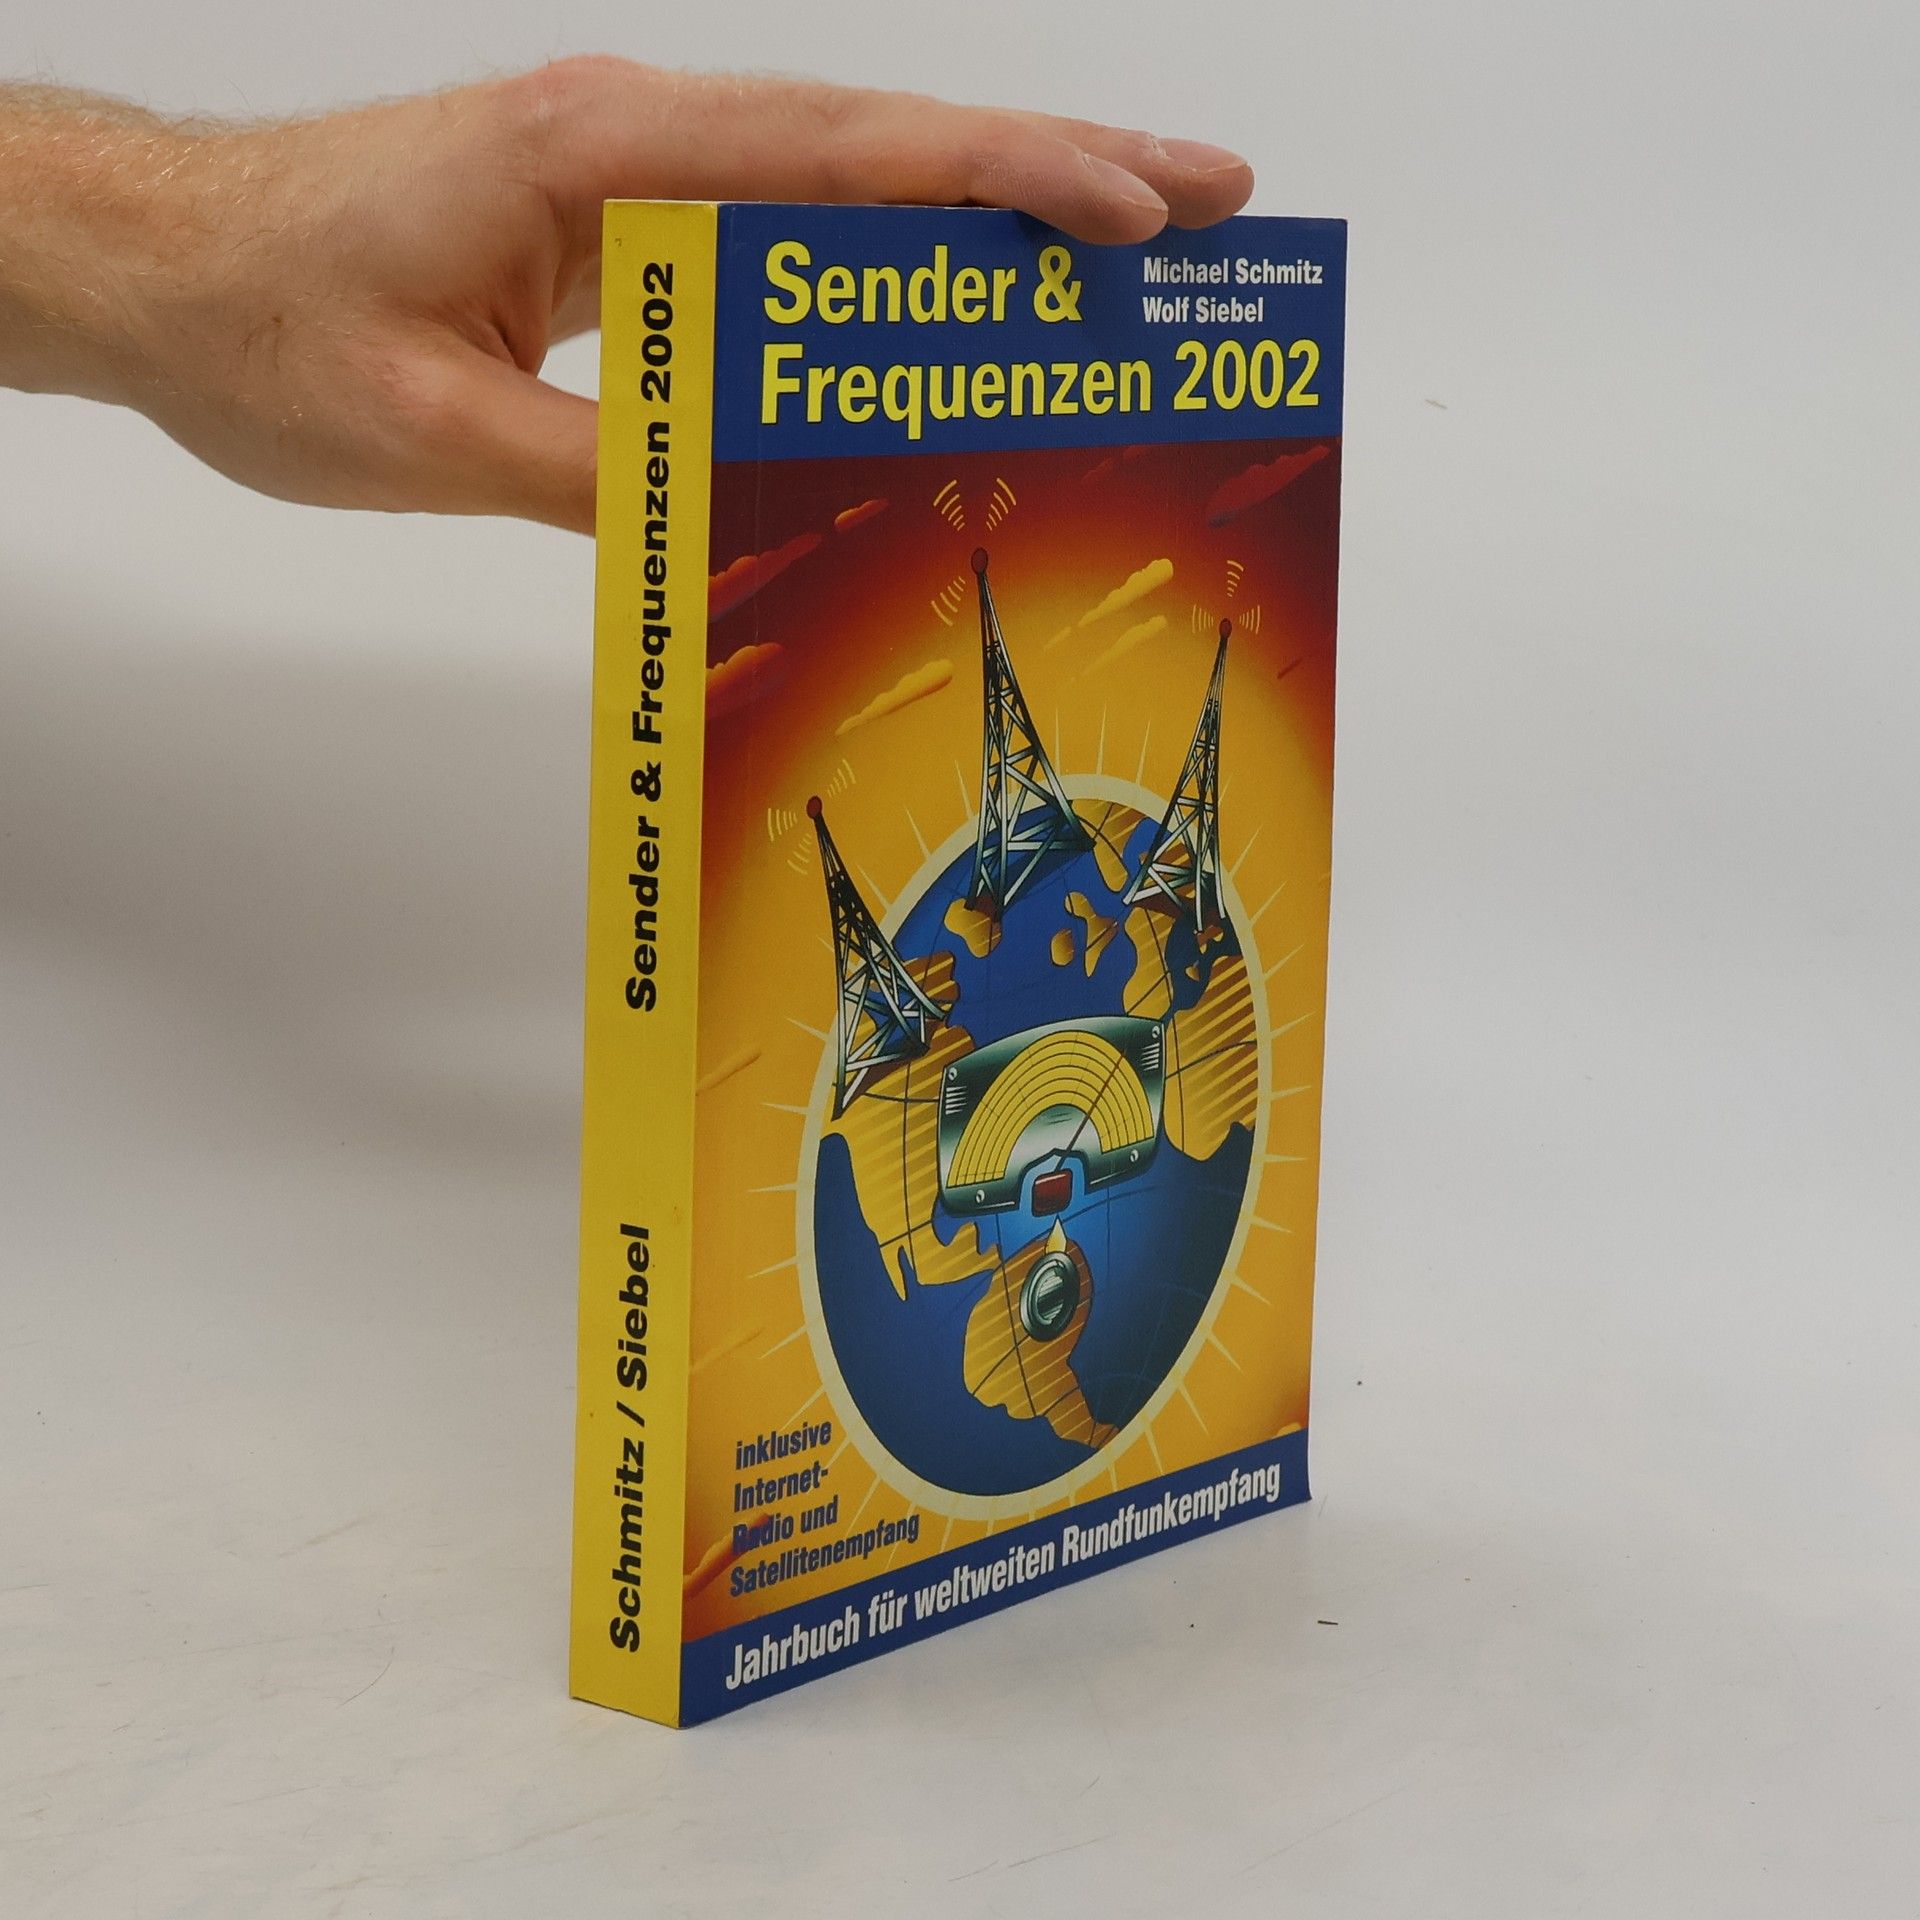 Sender & Frequenzen 2002
Schmitz / Siebel
Sender &
Frequenzen 2002
Michael Schmitz
Wolf Siebel
inklusive
Internet-
Radio und
Satellitenempfang
Jahrbuch für weltweiten Rundfunkempfang